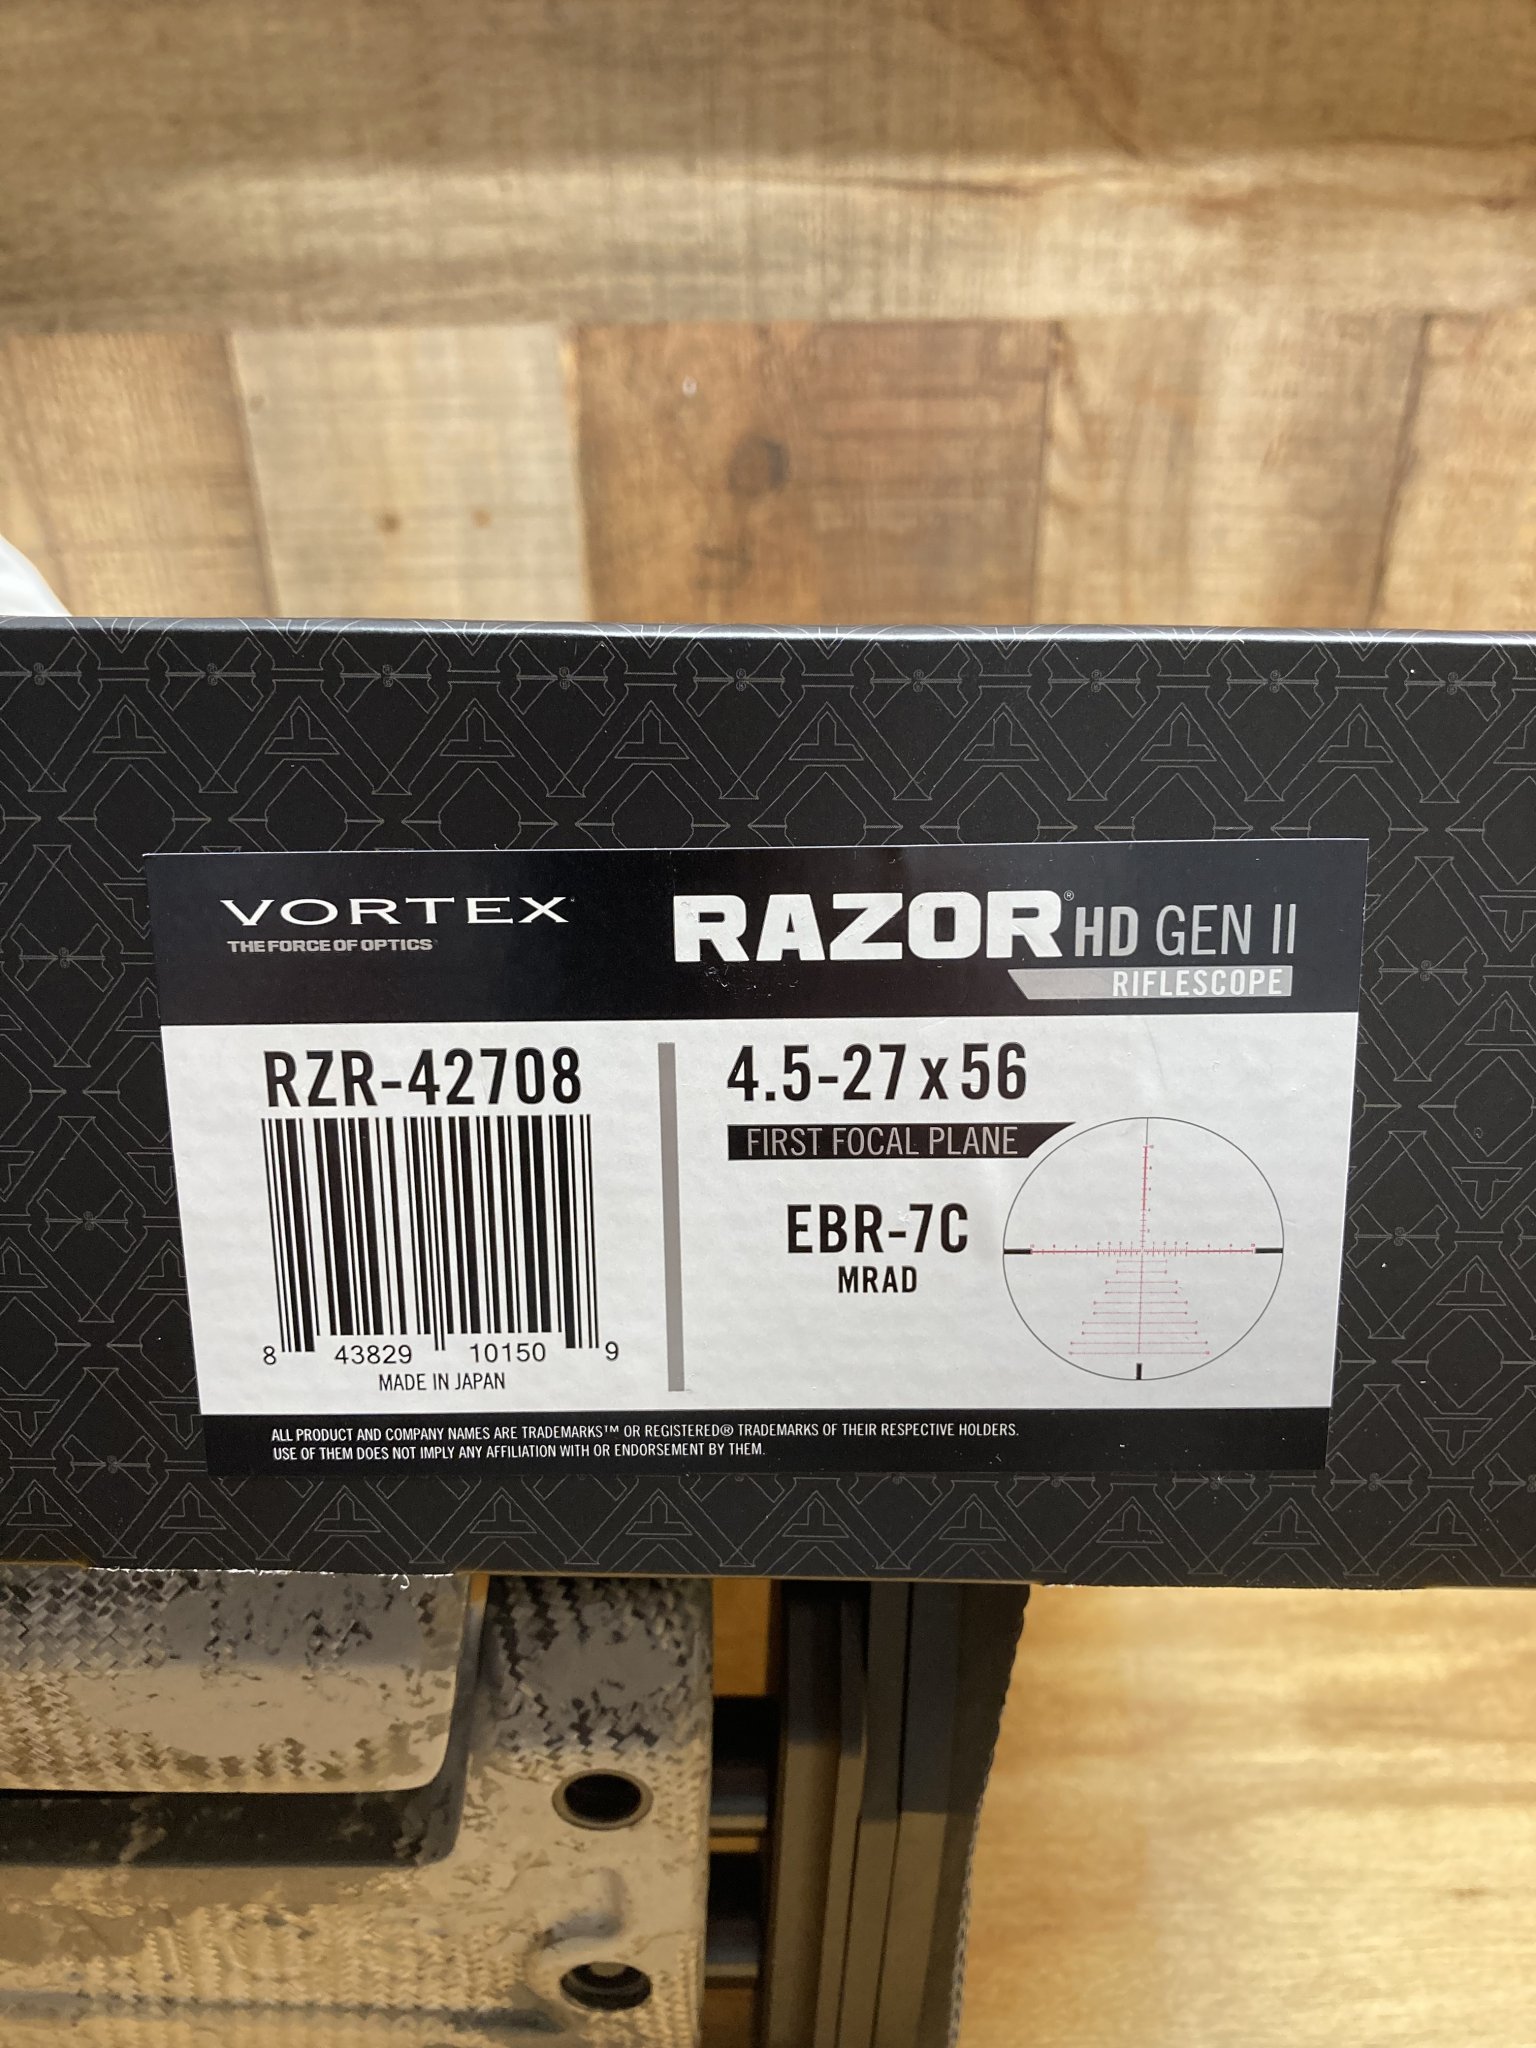 VORTEX
THE FORCE OF OPTICS
RAZOR® HD GEN II
RIFLESCOPE
RZR-42708
8 43829 10150 9
MADE IN JAPAN
4.5-27 x 56
FIRST FOCAL PLANE
EBR-7C
MRAD
ALL PRODUCT AND COMPANY NAMES ARE TRADEMARKS™ OR REGISTERED® TRADEMARKS OF THEIR RESPECTIVE HOLDERS.
USE OF THEM DOES NOT IMPLY ANY AFFILIATION WITH OR ENDORSEMENT BY THEM.